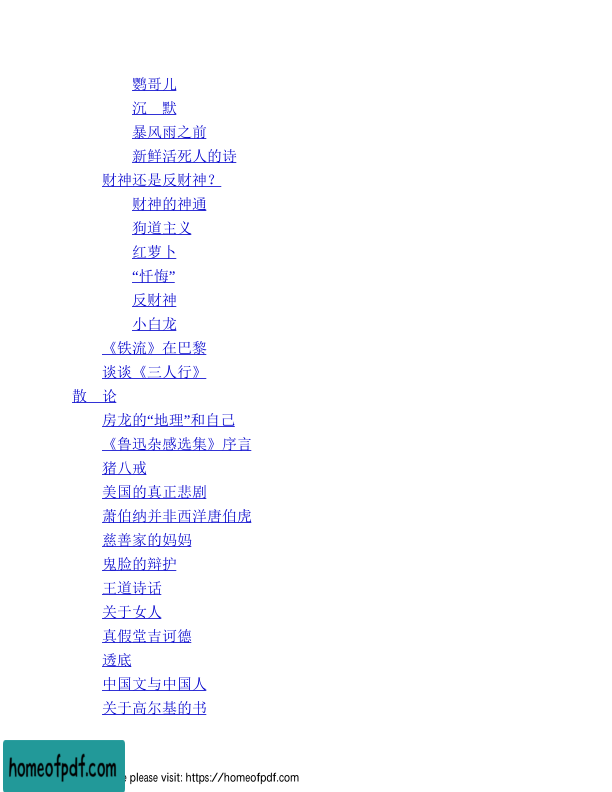 鹦哥儿
沉　默
暴风雨之前
新鲜活死人的诗
财神还是反财神？
财神的神通
狗道主义
红萝卜
“忏悔”
反财神
小白龙
《铁流》在巴黎
谈谈《三人行》
散　论
房龙的“地理”和自己
《鲁迅杂感选集》序言
猪八戒
美国的真正悲剧
萧伯纳并非西洋唐伯虎
慈善家的妈妈
鬼脸的辩护
王道诗话
关于女人
真假堂吉诃德
透底
中国文与中国人
关于高尔基的书
homeofpdf.com
please visit: https://homeofpdf.com